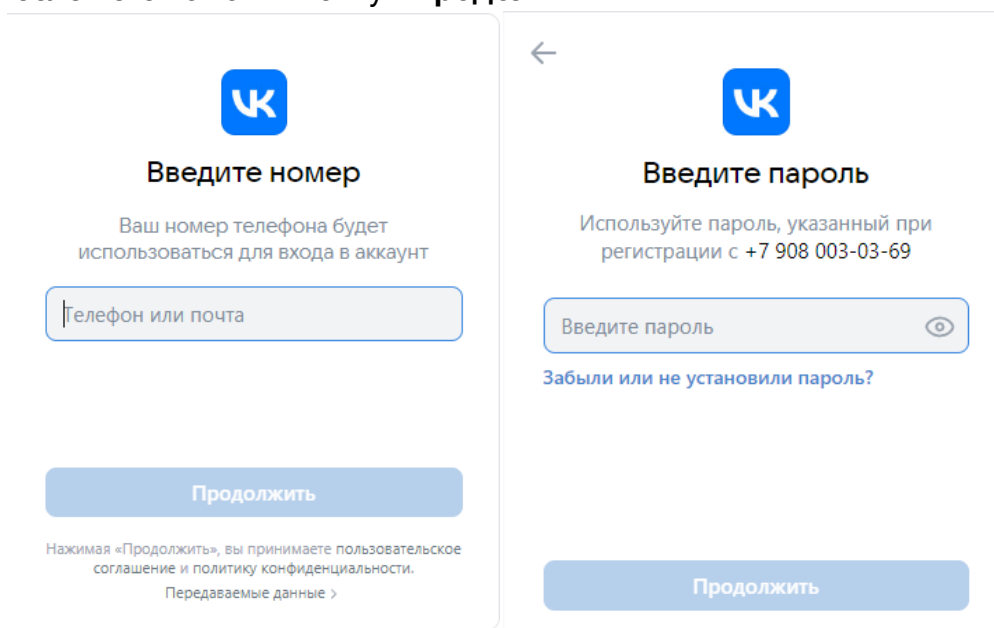 VK
Введите номер
Ваш номер телефона будет
использоваться для входа в аккаунт
Телефон или почта
Продолжить
Нажимая «Продолжить», вы принимаете пользовательское
соглашение и политику конфиденциальности.
Передаваемые данные >
VK
Введите пароль
Используйте пароль, указанный при
регистрации с +7 908 003-03-69
Введите пароль
Забыли или не установили пароль?
Продолжить